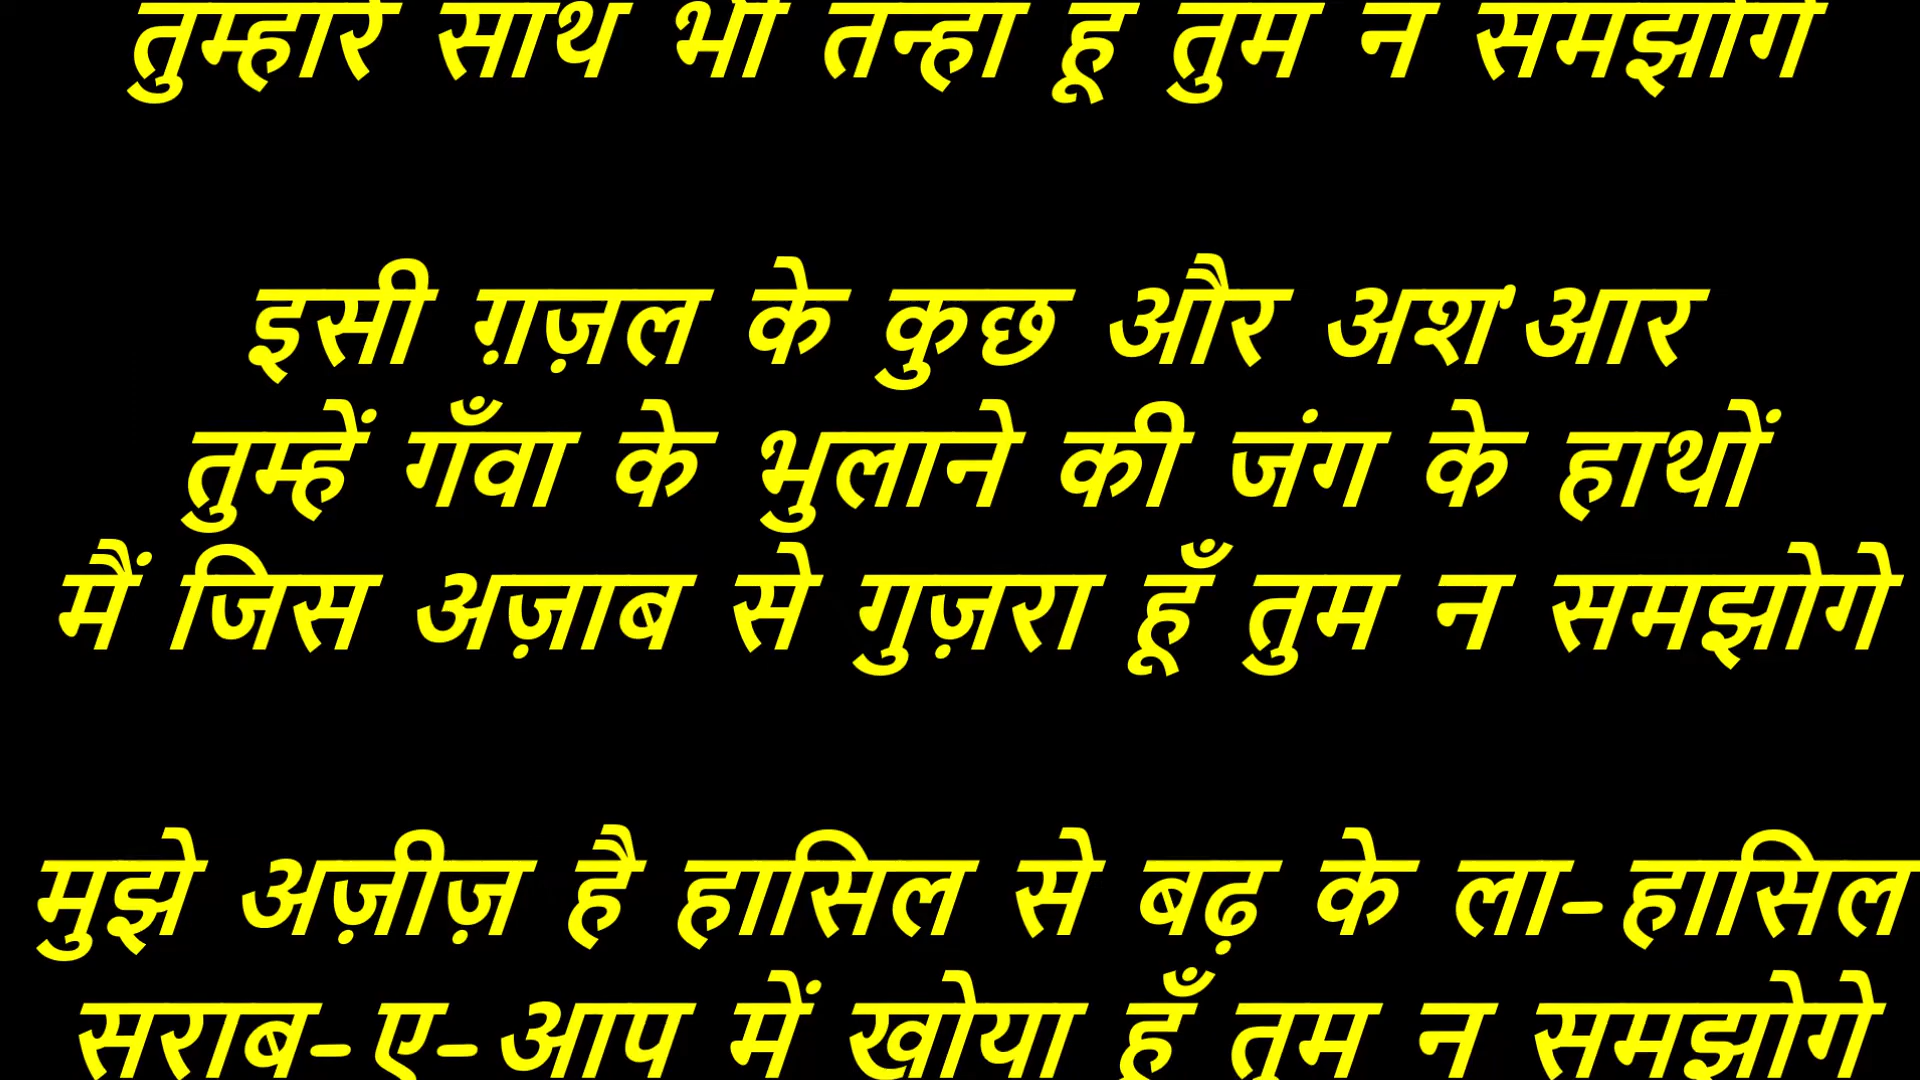 तुम्हारे साथ भी तन्हा हूँ तुम न समझोगे
इसी ग़ज़ल के कुछ और अश'आर
तुम्हें गँवा के भुलाने की जंग के हाथों
मैं जिस अज़ाब से गुज़रा हूँ तुम न समझोगे
मुझे अज़ीज़ है हासिल से बढ़ के ला-हासिल
सराब-ए-आप में खोया हूँ तुम न समझोगे